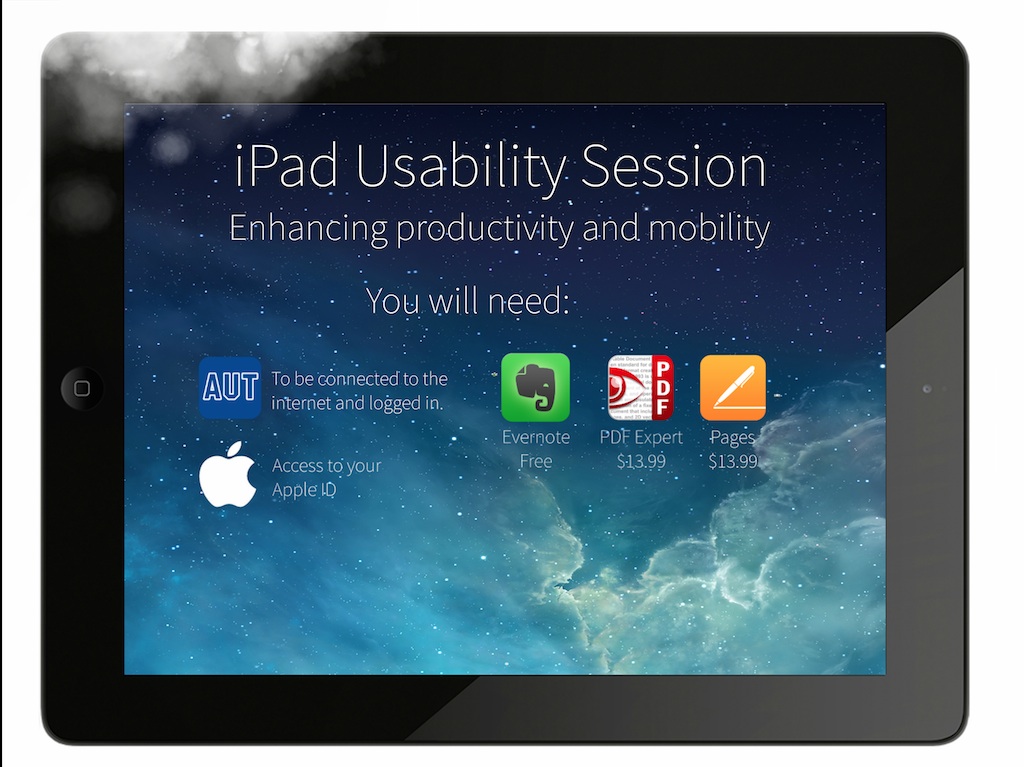 iPad Usability Session
Enhancing productivity and mobility
You will need:
AUT
To be connected to the
internet and logged in.
Access to your
Apple ID
Evernote
Free
PDF
PDF Expert
$13.99
Pages
$13.99